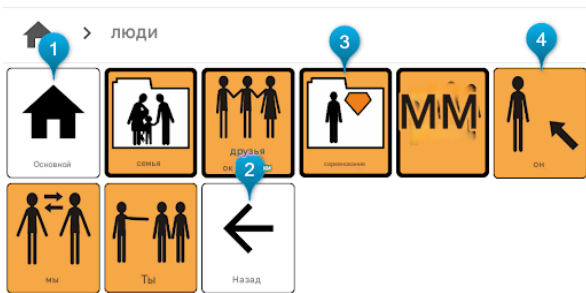 > люди
1
3
4
Основной
семья
друзья
соревнование
ММ
он
2
мы
Ты
Назад